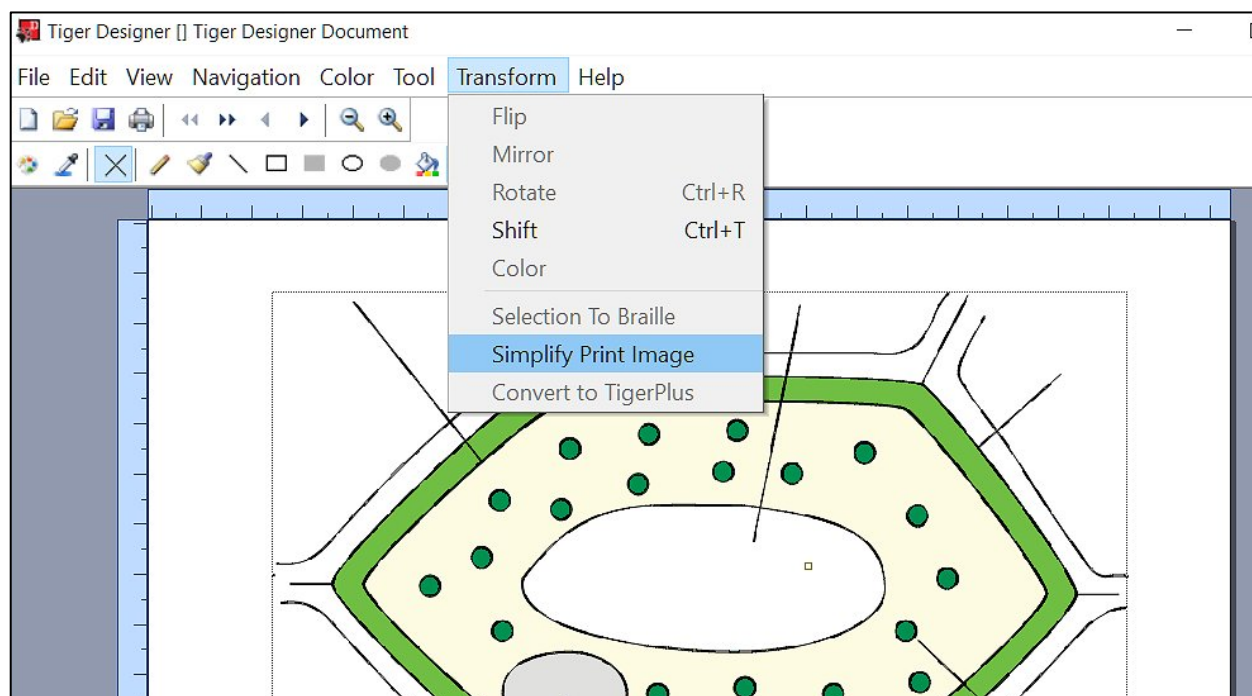 Tiger Designer [] Tiger Designer Document
File Edit View Navigation Color Tool Transform Help
Flip
Mirror
Rotate Ctrl+R
Shift Ctrl+T
Color
Selection To Braille
Simplify Print Image
Convert to TigerPlus